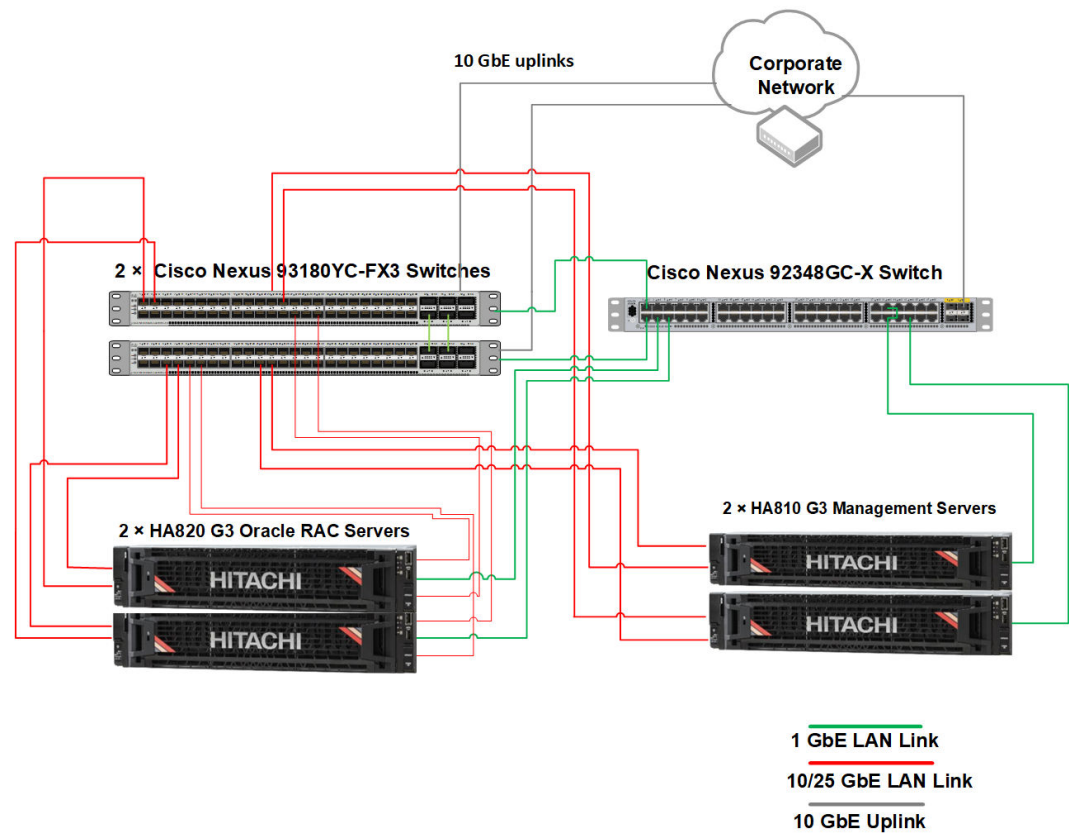 10 GbE uplinks
Corporate
Network
2 × Cisco Nexus 93180YC-FX3 Switches
Cisco Nexus 92348GC-X Switch
2 × HA820 G3 Oracle RAC Servers
2 × HA810 G3 Management Servers
HITACHI
HITACHI
HITACHI
HITACHI
1 GbE LAN Link
10/25 GbE LAN Link
10 GbE Uplink